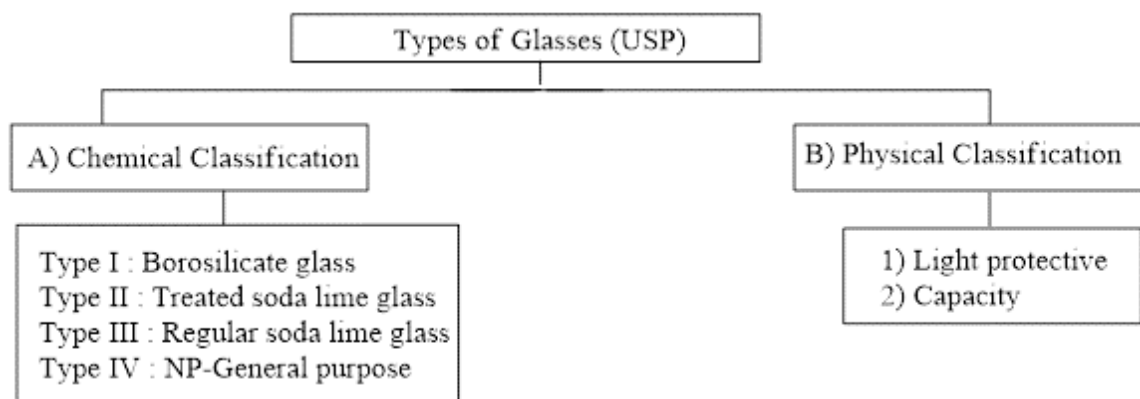 Types of Glasses (USP)
A) Chemical Classification
B) Physical Classification
Type I : Borosilicate glass
Type II : Treated soda lime glass
Type III : Regular soda lime glass
Type IV : NP-General purpose
1) Light protective
2) Capacity